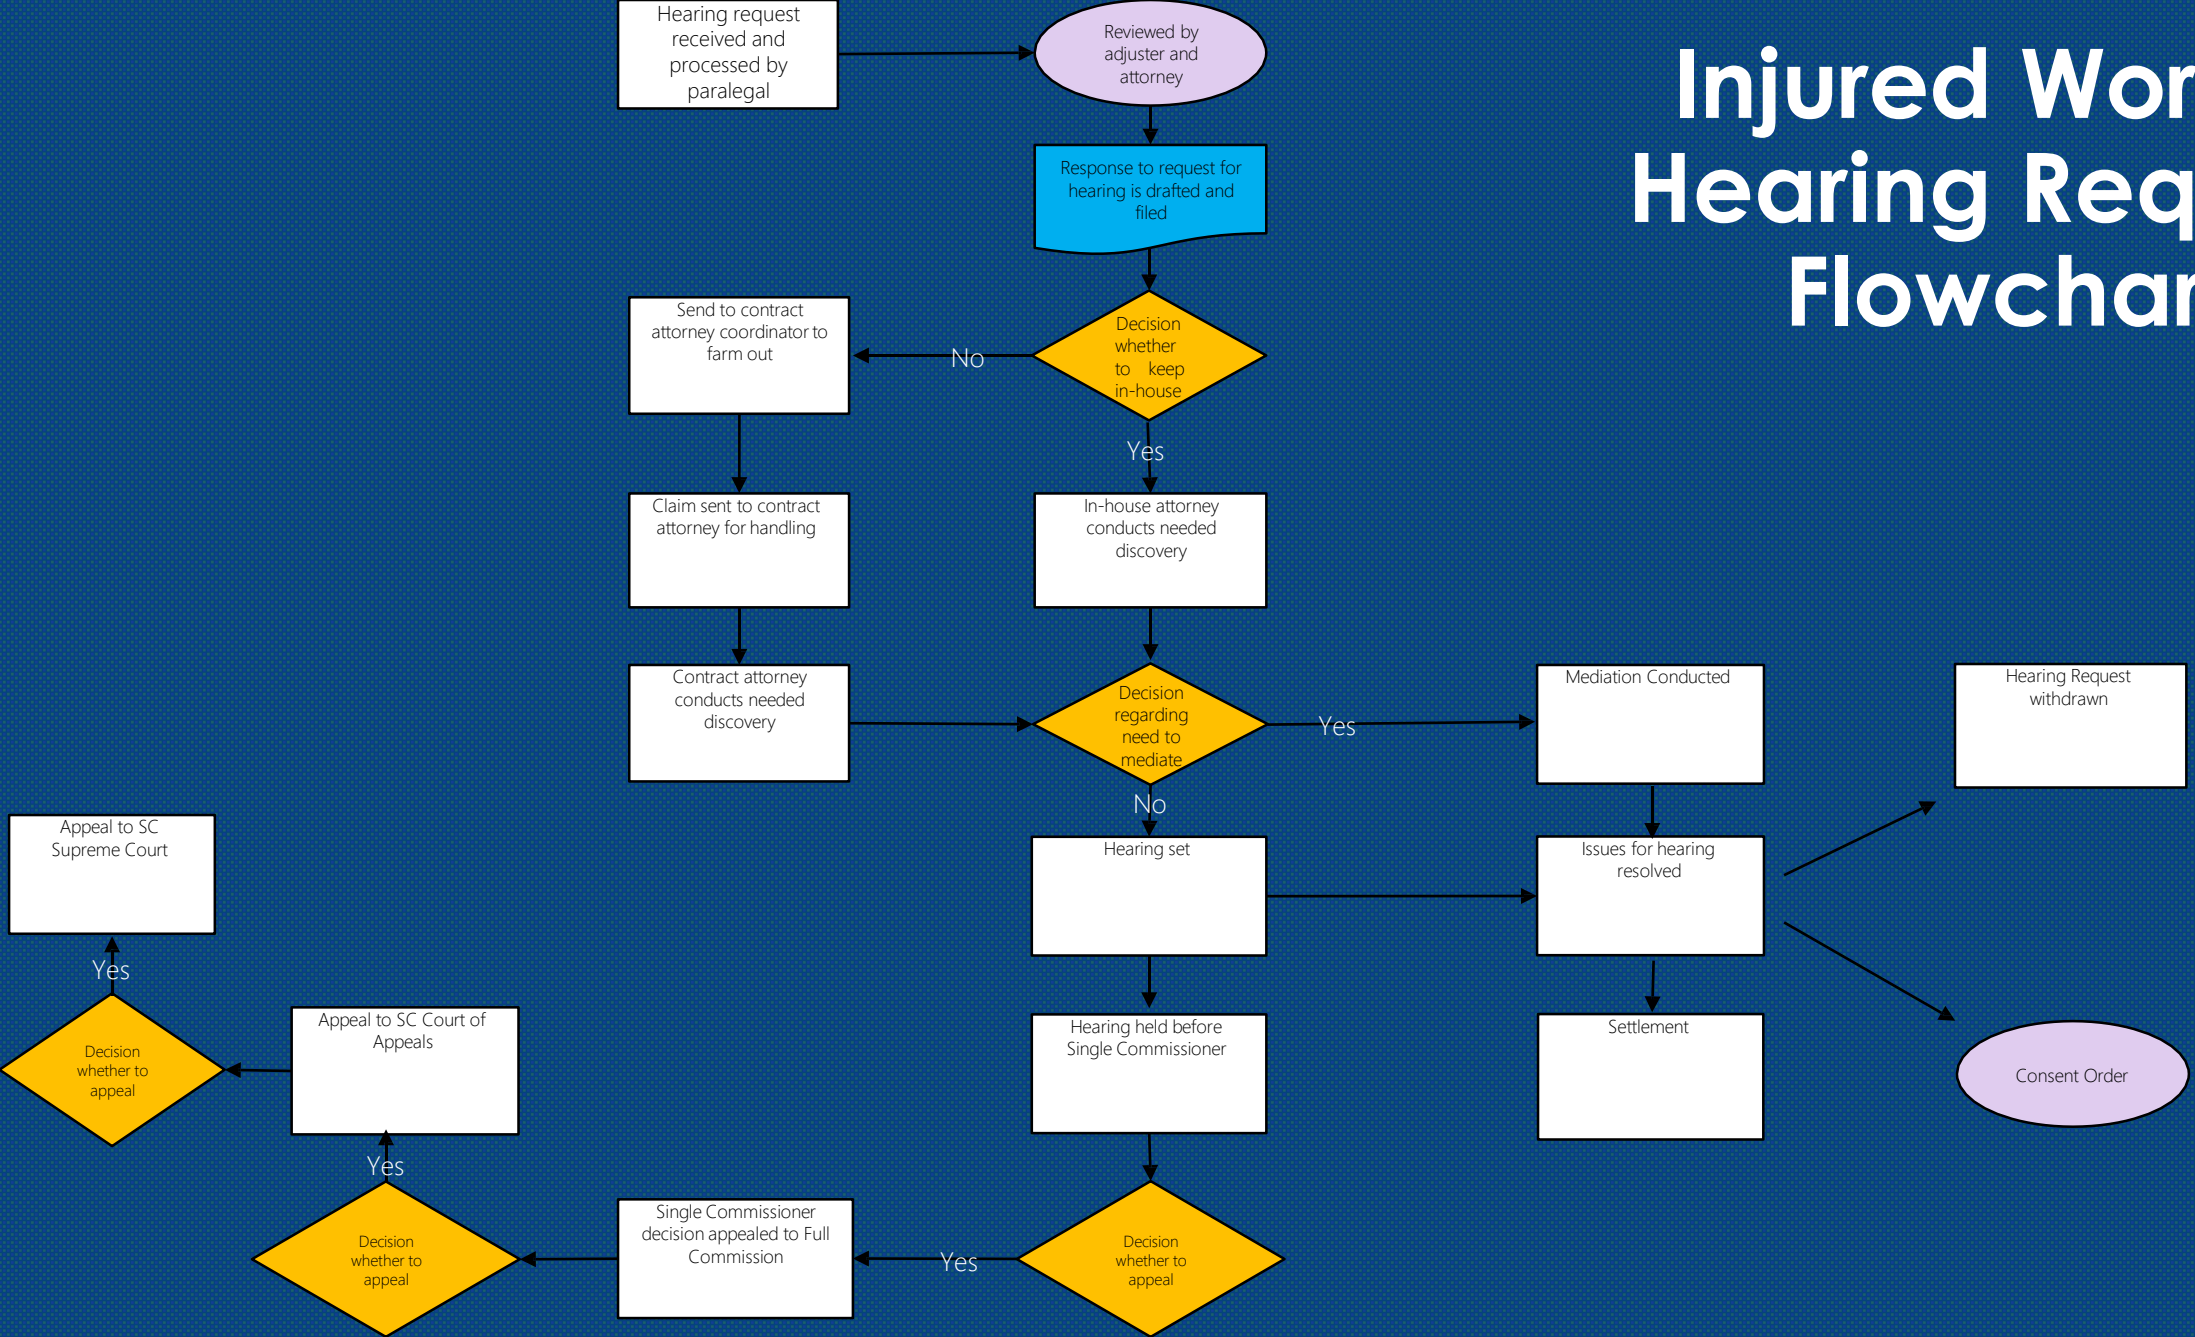 Hearing request
received and
processed by
paralegal
Reviewed by
adjuster and
attorney
Injured Wor
Hearing Req
Flowchar
Response to request for
hearing is drafted and
filed
Send to contract
attorney coordinator to
farm out
No
Decision
whether
to keep
in-house
Yes
Claim sent to contract
attorney for handling
In-house attorney
conducts needed
discovery
Contract attorney
conducts needed
discovery
Decision
regarding
need to
mediate
Yes
Mediation Conducted
Hearing Request
withdrawn
No
Appeal to SC
Supreme Court
Hearing set
Issues for hearing
resolved
Yes
Decision
whether to
appeal
Appeal to SC Court of
Appeals
Hearing held before
Single Commissioner
Settlement
Consent Order
Yes
Decision
whether to
appeal
Single Commissioner
decision appealed to Full
Commission
Yes
Decision
whether to
appeal